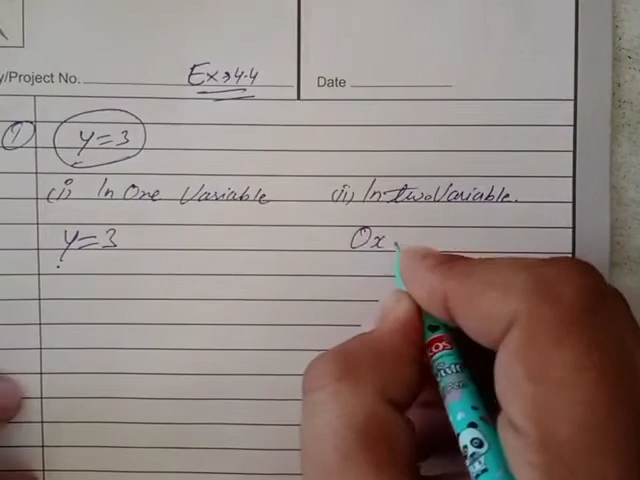 y/Project No. Ex:4.4 Date
① y=3
(i) In One Variable (ii) In two Variable.
y=3 0x